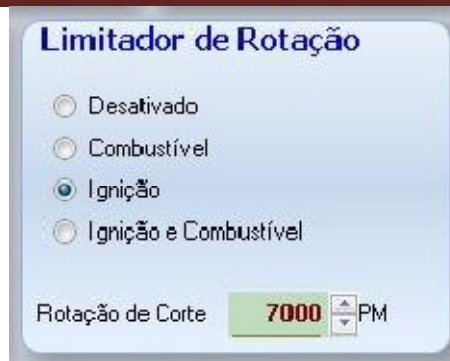 Limitador de Rotação
Desativado
Combustível
Ignição
Ignição e Combustível
Rotação de Corte 7000 PM